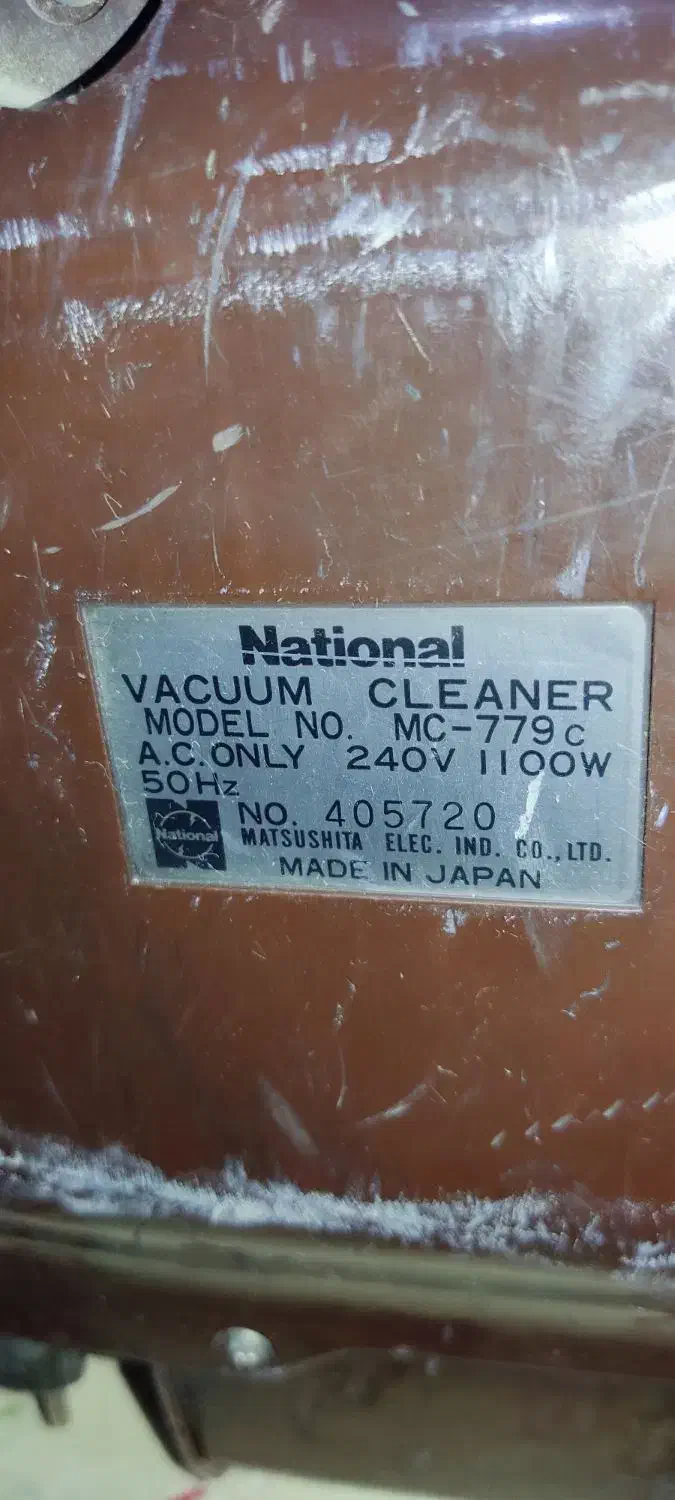 National
VACUUM CLEANER
MODEL NO. MC-779C
A.C. ONLY 240V 1100W
50Hz
National
NO. 405720
MATSUSHITA ELEC. IND. CO., LTD.
MADE IN JAPAN